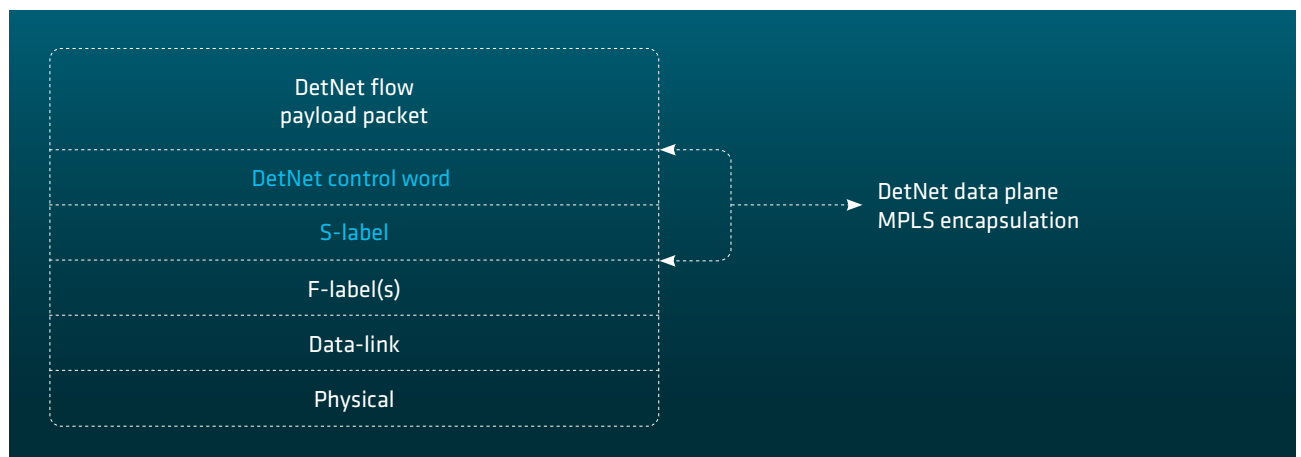 DetNet flow
payload packet
DetNet control word
S-label
F-label(s)
Data-link
Physical
DetNet data plane
MPLS encapsulation